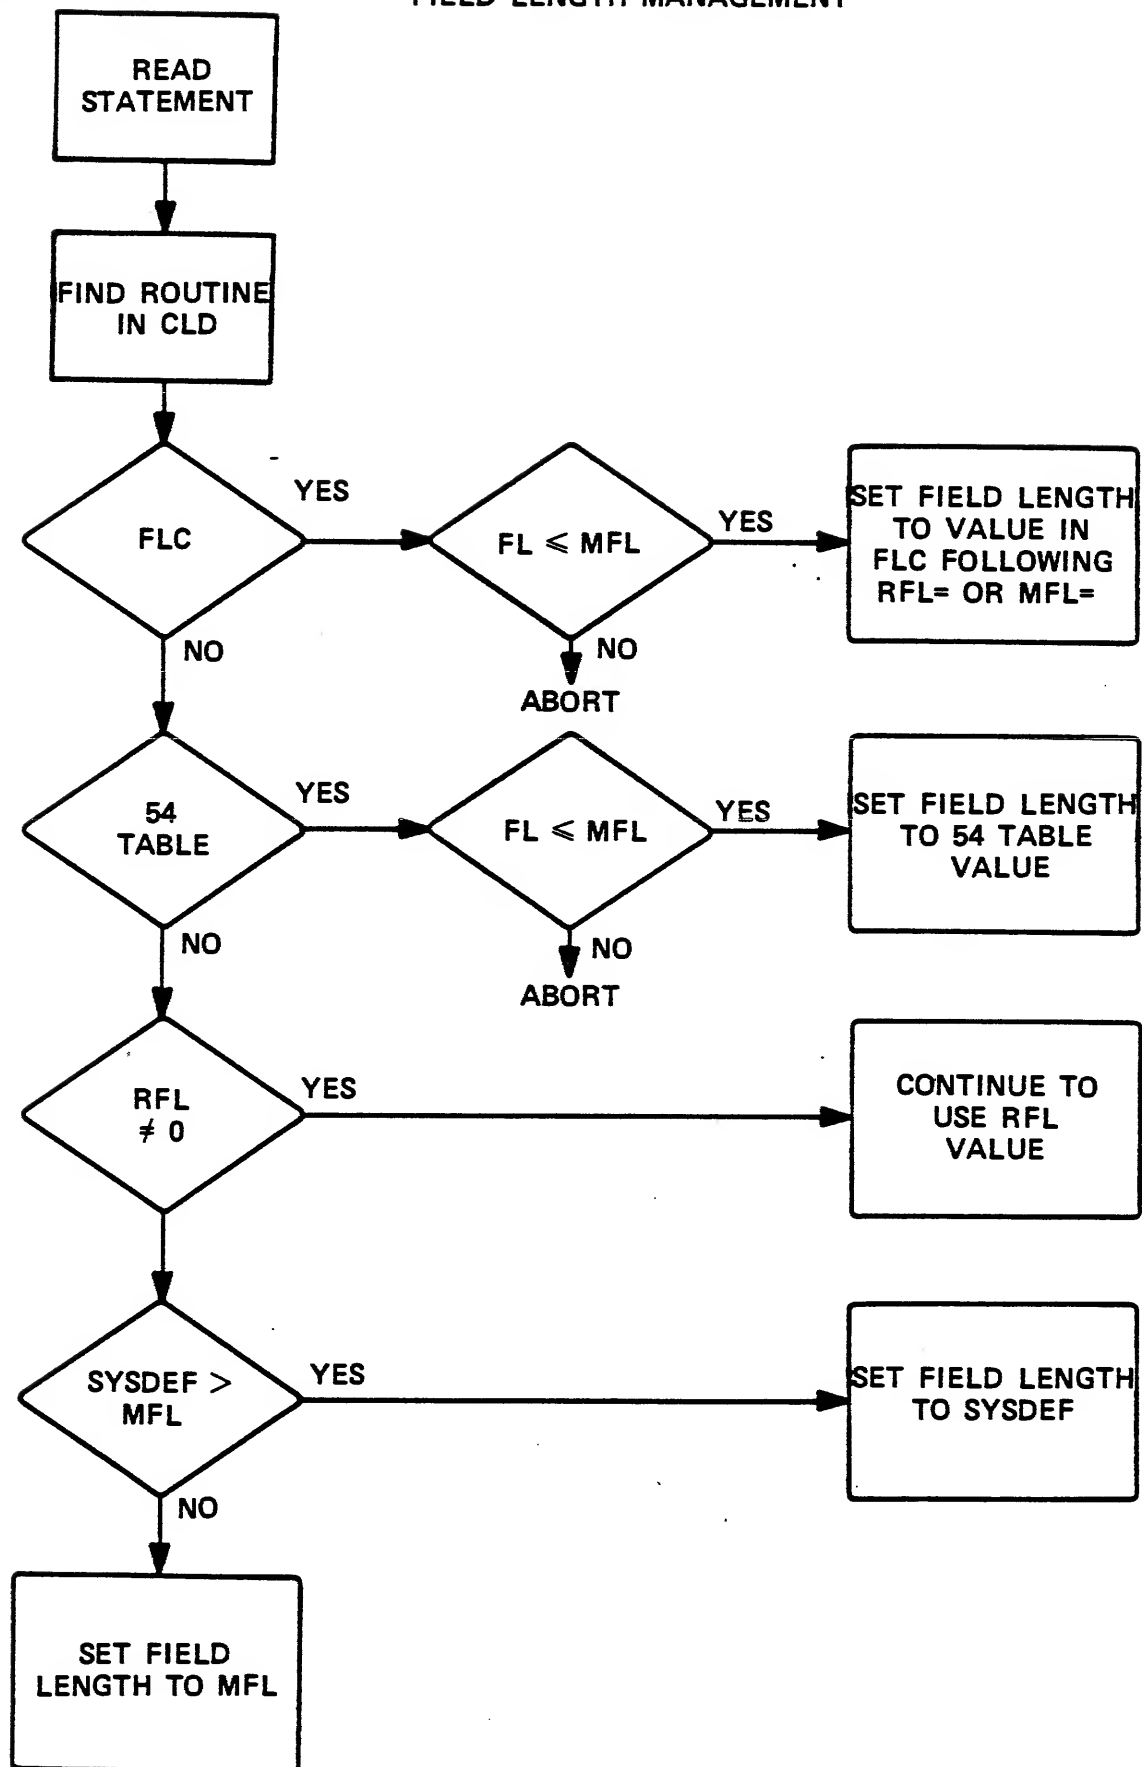 FIELD LENGTH MANAGEMENT
READ
STATEMENT
FIND ROUTINE
IN CLD
FLC
YES
FL ≤ MFL
YES
SET FIELD LENGTH
TO VALUE IN
FLC FOLLOWING
RFL= OR MFL=
NO
NO
ABORT
54
TABLE
YES
FL ≤ MFL
YES
SET FIELD LENGTH
TO 54 TABLE
VALUE
NO
NO
ABORT
RFL
≠ 0
YES
CONTINUE TO
USE RFL
VALUE
SYSDEF >
MFL
YES
SET FIELD LENGTH
TO SYSDEF
NO
SET FIELD
LENGTH TO MFL